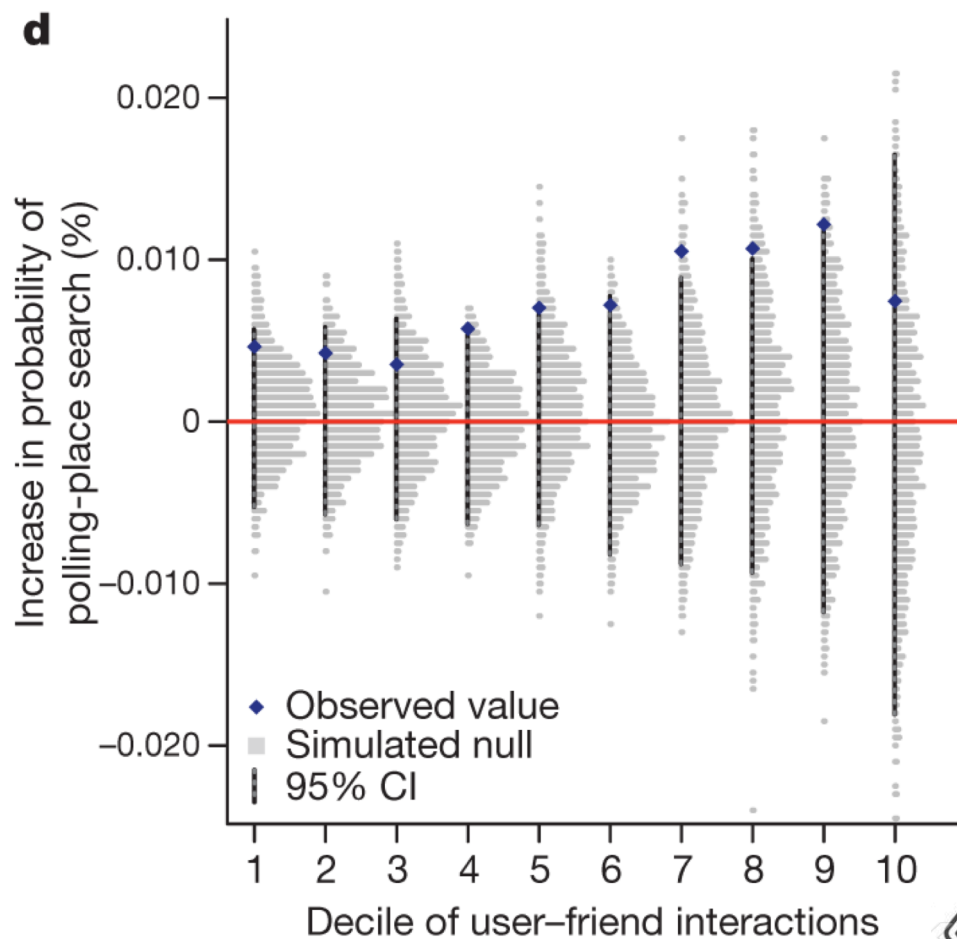 d
Increase in probability of
polling-place search (%)
0.020
0.010
0
–0.010
–0.020
Observed value
Simulated null
95% CI
1 2 3 4 5 6 7 8 9 10
Decile of user–friend interactions